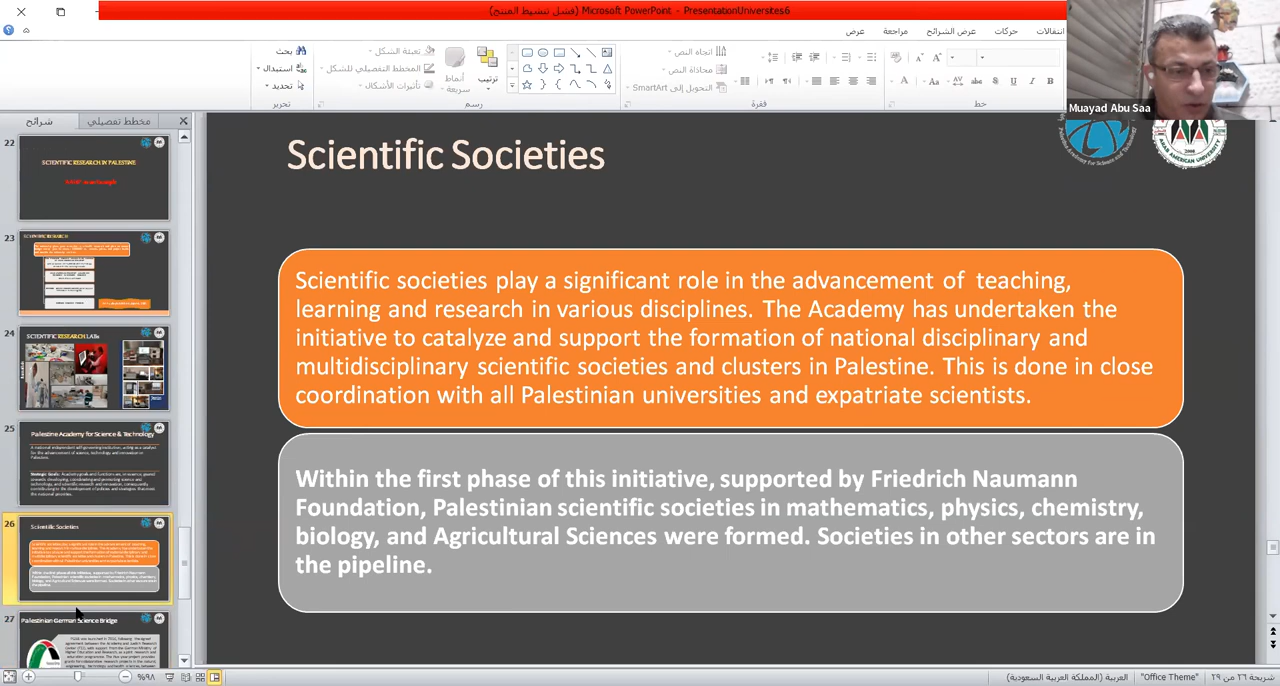 Microsoft PowerPoint - PresentationUniversites6 (فشل تنشيط المنتج)
انتقالات
حركات
عرض الشرائح
مراجعة
عرض
Muayad Abu Saa
بحث
استبدال
تحديد
تحرير
تعبئة الشكل
المخطط التفصيلي للشكل
تأثيرات الأشكال
أنماط
سريعة
ترتيب
رسم
اتجاه النص
محاذاة النص
التحويل إلى SmartArt
فقرة
خط
شرائح
مخطط تفصيلي
22
SCIENTIFIC RESEARCH IN PALESTINE
23
SCIENTIFIC RESEARCH
24
SCIENTIFIC RESEARCH LABs
25
Palestine Academy for Science & Technology
26
Scientific Societies
27
Palestinian German Science Bridge
Scientific Societies
ARAB AMERICAN UNIVERSITY
Scientific societies play a significant role in the advancement of teaching,
learning and research in various disciplines. The Academy has undertaken the
initiative to catalyze and support the formation of national disciplinary and
multidisciplinary scientific societies and clusters in Palestine. This is done in close
coordination with all Palestinian universities and expatriate scientists.
Within the first phase of this initiative, supported by Friedrich Naumann
Foundation, Palestinian scientific societies in mathematics, physics, chemistry,
biology, and Agricultural Sciences were formed. Societies in other sectors are in
the pipeline.
شريحة ٢٦ من ٢٩
"Office Theme"
العربية (المملكة العربية السعودية)
%٩٨